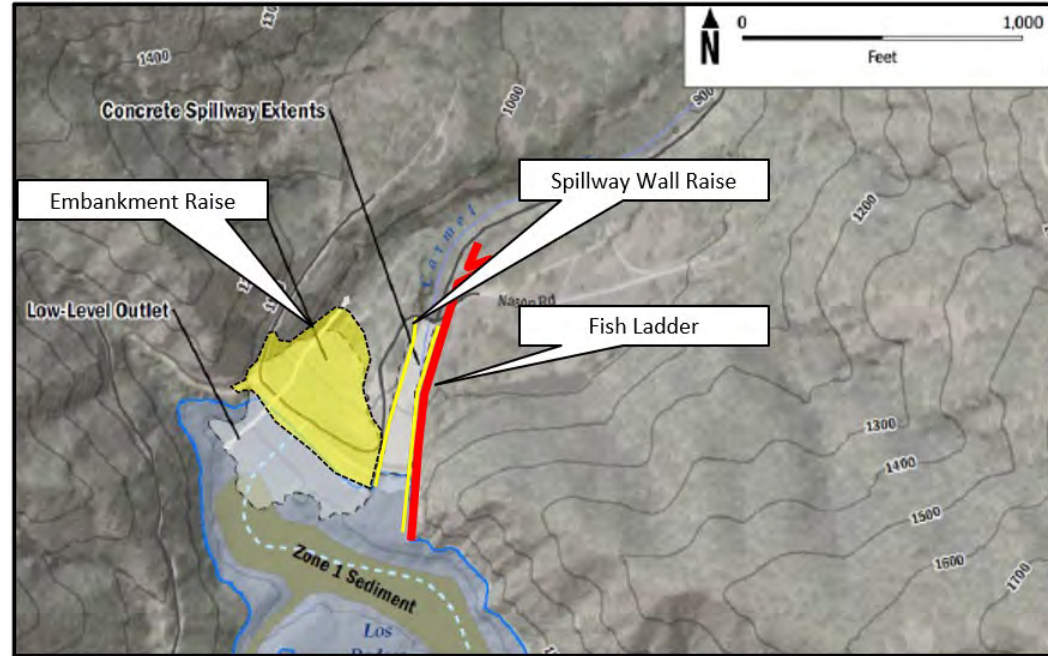 0 1,000
N
Feet
1400
1000
900
Concrete Spillway Extents
Spillway Wall Raise
Embankment Raise
1200
Carmel
Low-Level Outlet
Nason Rd
Fish Ladder
1300
1400
1500
1600
1700
Zone 1 Sediment
Los